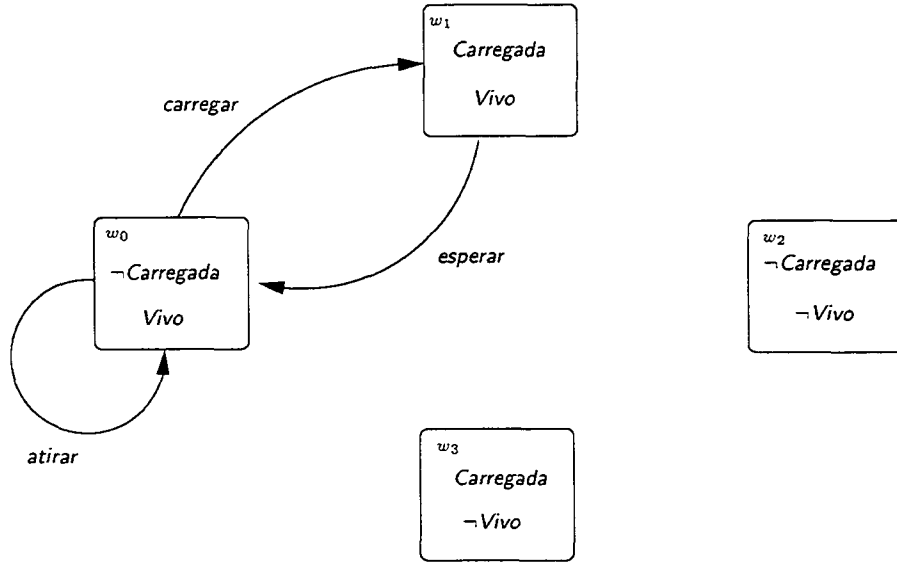 w₁
Carregada
Vivo
carregar
w₀
¬Carregada
Vivo
esperar
w₂
¬Carregada
¬Vivo
atirar
w₃
Carregada
¬Vivo